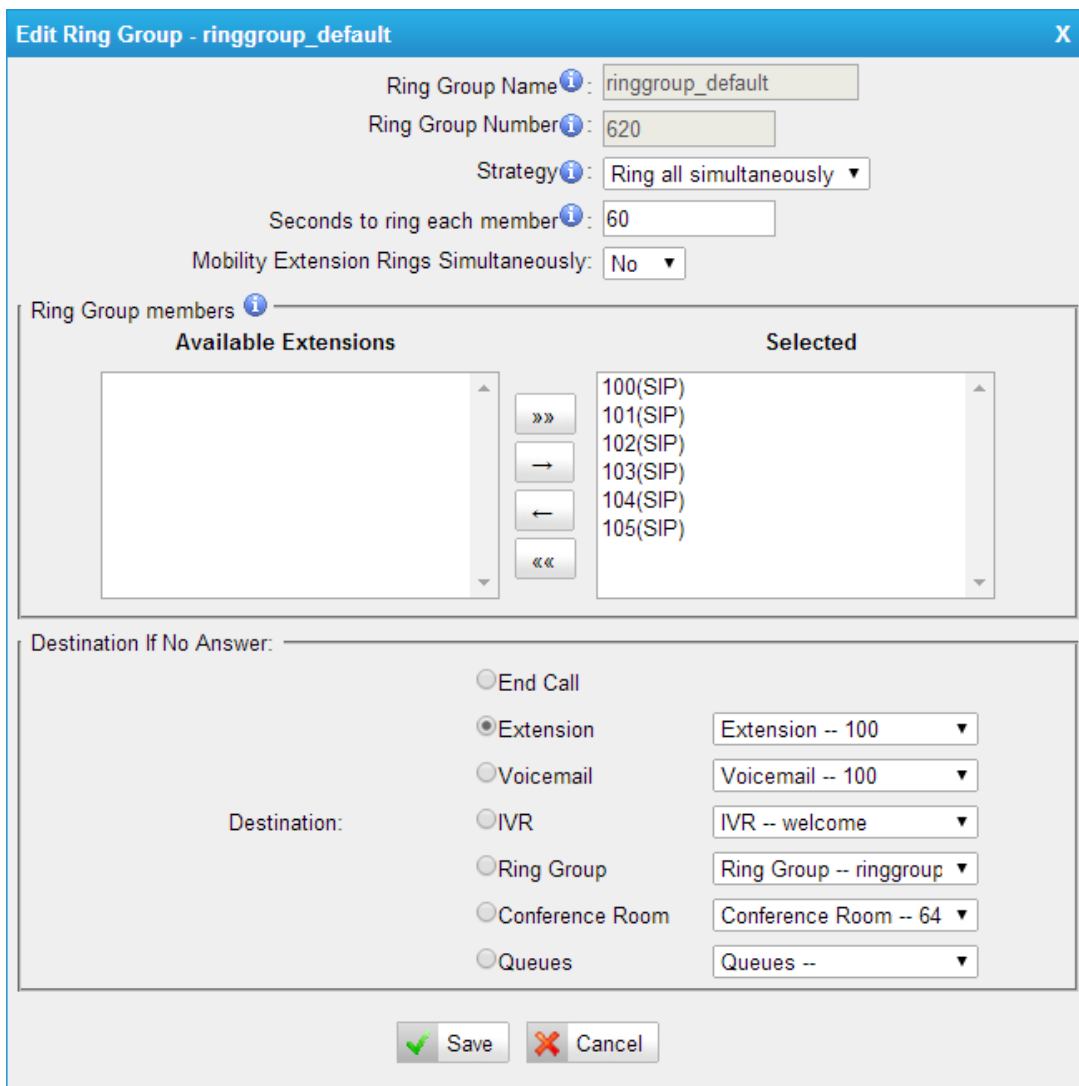 Edit Ring Group - ringgroup_default X
Ring Group Name : ringgroup_default
Ring Group Number : 620
Strategy : Ring all simultaneously
Seconds to ring each member : 60
Mobility Extension Rings Simultaneously: No
Ring Group members
Available Extensions Selected
100(SIP)
»» 101(SIP)
102(SIP)
→ 103(SIP)
104(SIP)
← 105(SIP)
««
Destination If No Answer:
End Call
Extension Extension -- 100
Voicemail Voicemail -- 100
Destination: IVR IVR -- welcome
Ring Group Ring Group -- ringgroup
Conference Room Conference Room -- 64
Queues Queues --
Save Cancel